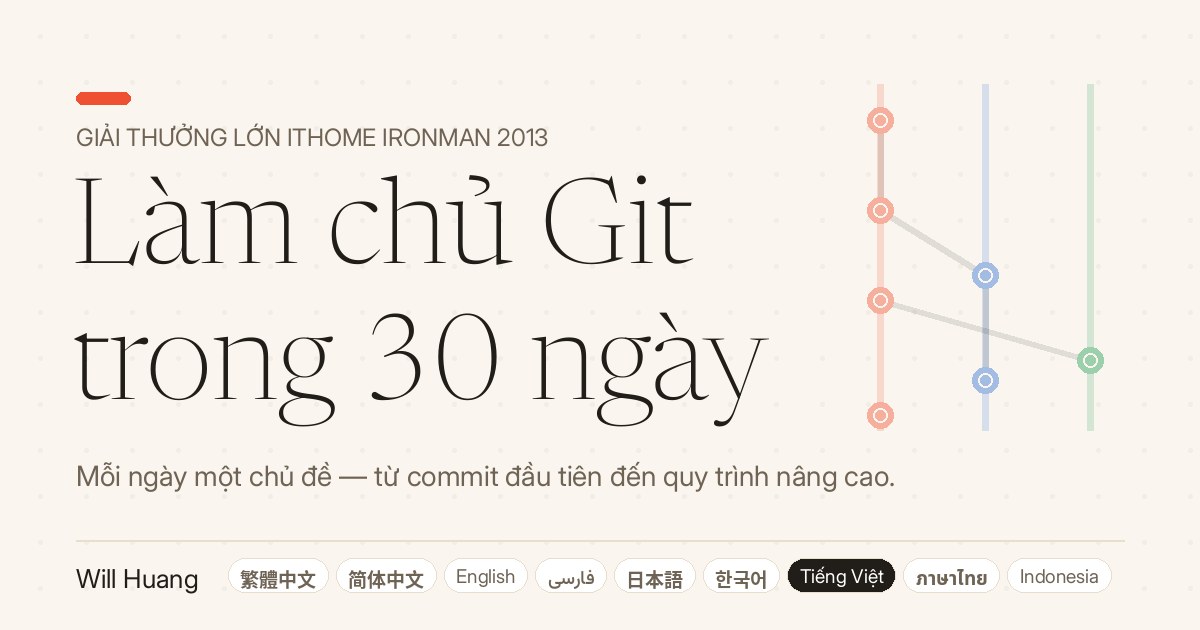 GIẢI THƯỞNG LỚN ITHOME IRONMAN 2013
Làm chủ Git
trong 30 ngày
Mỗi ngày một chủ đề — từ commit đầu tiên đến quy trình nâng cao.
Will Huang 繁體中文 简体中文 English فارسی 日本語 한국어 Tiếng Việt ภาษาไทย Indonesia